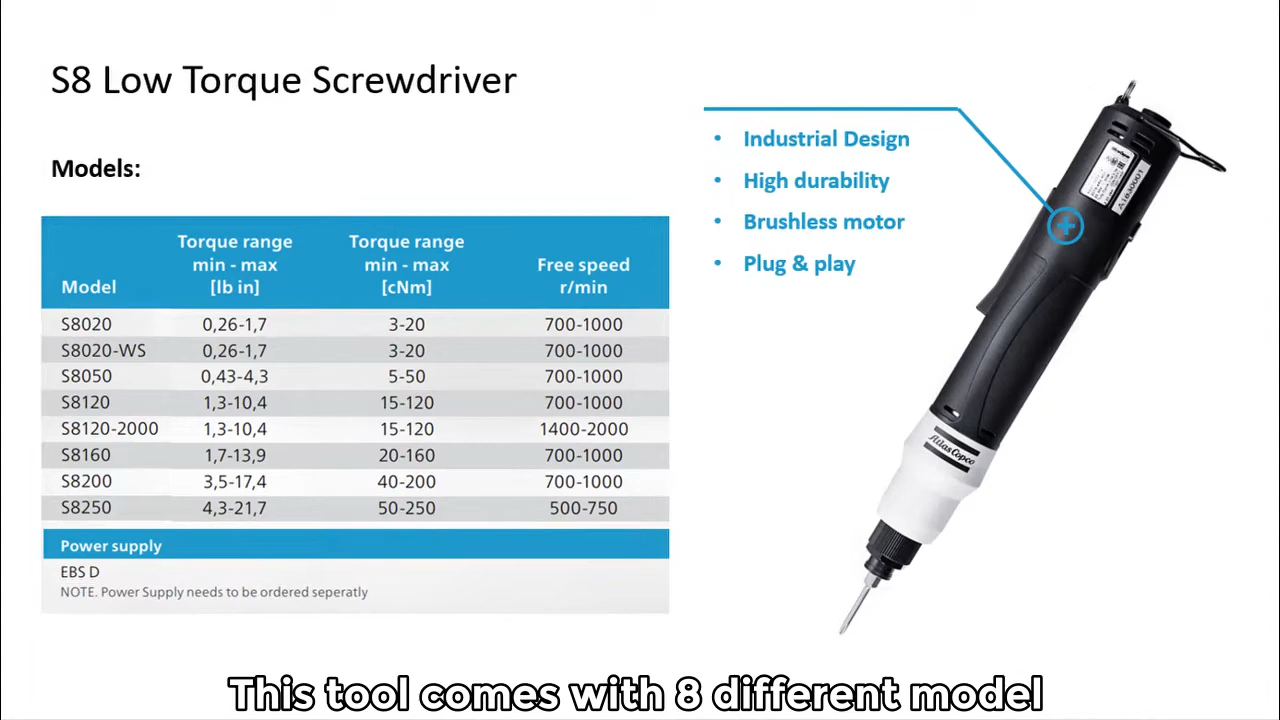 S8 Low Torque Screwdriver
Models:
Model	Torque range min - max [lb in]	Torque range min - max [cNm]	Free speed r/min
S8020	0,26-1,7	3-20	700-1000
S8020-WS	0,26-1,7	3-20	700-1000
S8050	0,43-4,3	5-50	700-1000
S8120	1,3-10,4	15-120	700-1000
S8120-2000	1,3-10,4	15-120	1400-2000
S8160	1,7-13,9	20-160	700-1000
S8200	3,5-17,4	40-200	700-1000
S8250	4,3-21,7	50-250	500-750
Power supply
EBS D
NOTE. Power Supply needs to be ordered seperatly
• Industrial Design
• High durability
• Brushless motor
• Plug & play
Atlas Copco
This tool comes with 8 different model